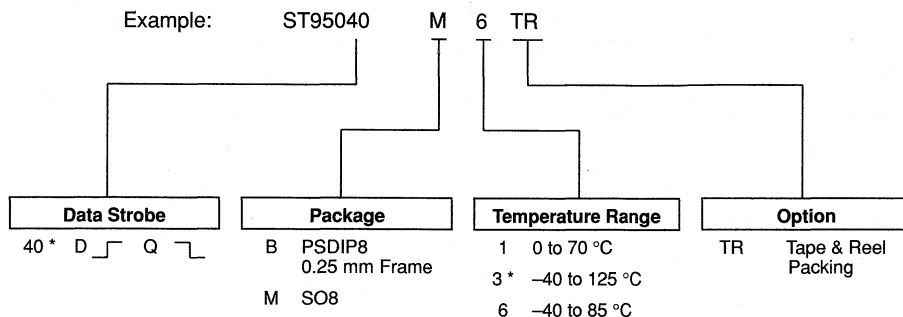 Example: ST95040 M 6 TR
Data Strobe
40 * D Q
Package
B PSDIP8
0.25 mm Frame
M SO8
Temperature Range
1 0 to 70 °C
3 * –40 to 125 °C
6 –40 to 85 °C
Option
TR Tape & Reel
Packing